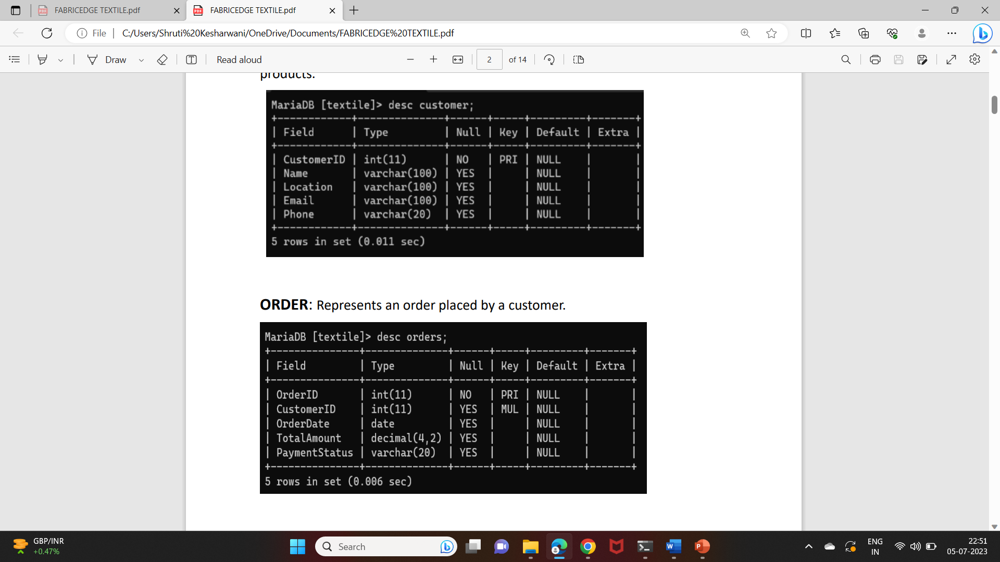 FABRICEDGE TEXTILE.pdf
FABRICEDGE TEXTILE.pdf
File C:/Users/Shruti%20Kesharwani/OneDrive/Documents/FABRICEDGE%20TEXTILE.pdf
Draw Read aloud 2 of 14
products.
MariaDB [textile]> desc customer;
+------------+---------------+------+-----+---------+-------+
| Field | Type | Null | Key | Default | Extra |
+------------+---------------+------+-----+---------+-------+
| CustomerID | int(11) | NO | PRI | NULL | |
| Name | varchar(100) | YES | | NULL | |
| Location | varchar(100) | YES | | NULL | |
| Email | varchar(100) | YES | | NULL | |
| Phone | varchar(20) | YES | | NULL | |
+------------+---------------+------+-----+---------+-------+
5 rows in set (0.011 sec)
ORDER: Represents an order placed by a customer.
MariaDB [textile]> desc orders;
+---------------+--------------+------+-----+---------+-------+
| Field | Type | Null | Key | Default | Extra |
+---------------+--------------+------+-----+---------+-------+
| OrderID | int(11) | NO | PRI | NULL | |
| CustomerID | int(11) | YES | MUL | NULL | |
| OrderDate | date | YES | | NULL | |
| TotalAmount | decimal(4,2) | YES | | NULL | |
| PaymentStatus | varchar(20) | YES | | NULL | |
+---------------+--------------+------+-----+---------+-------+
5 rows in set (0.006 sec)
GBP/INR
+0.47%
Search
ENG
IN
22:51
05-07-2023